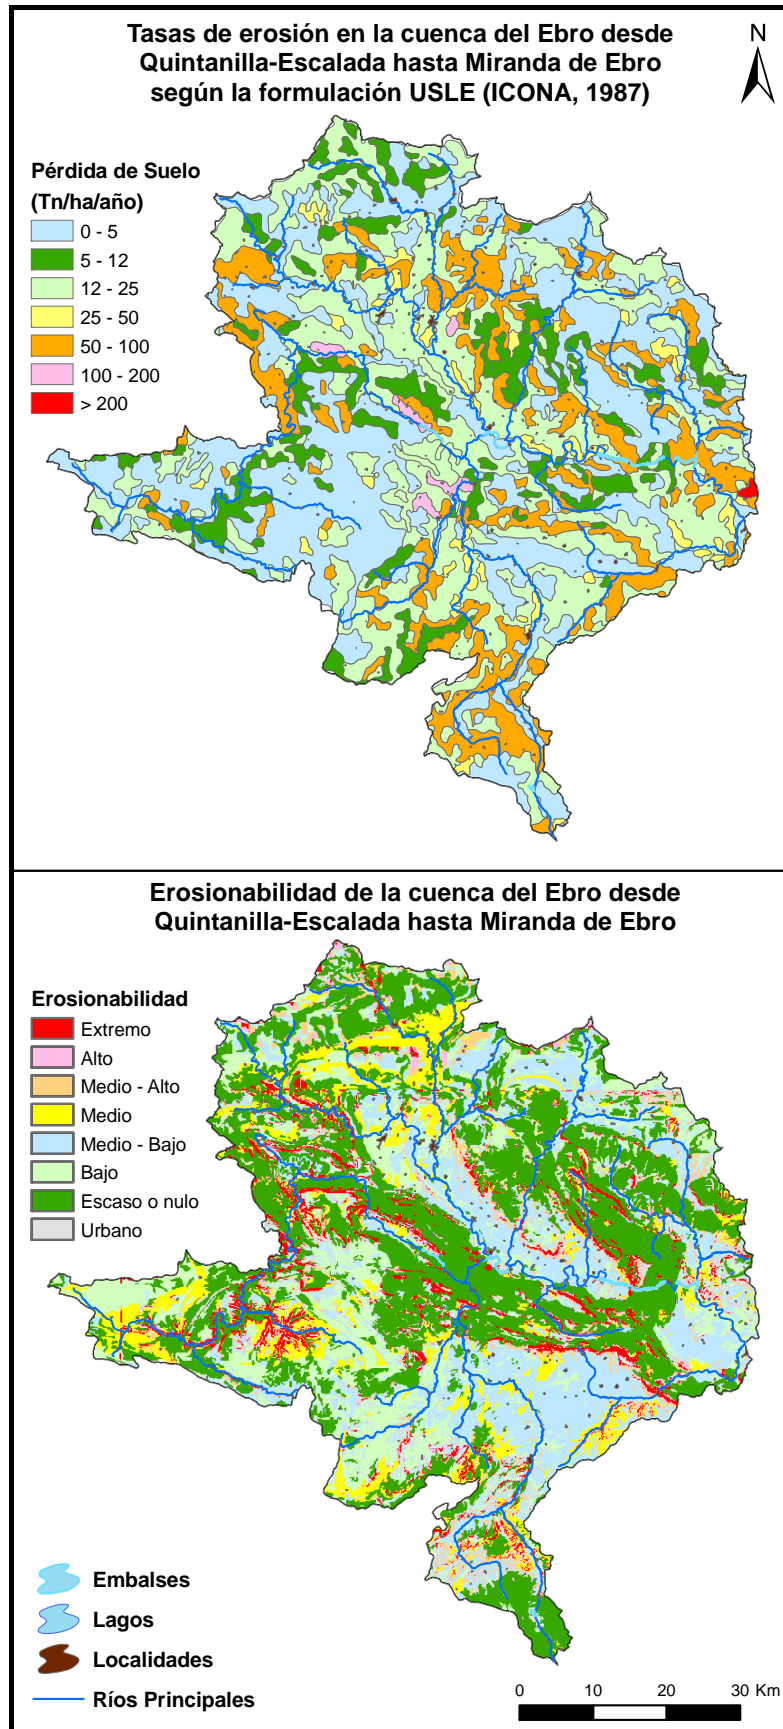 Tasas de erosión en la cuenca del Ebro desde
Quintanilla-Escalada hasta Miranda de Ebro
según la formulación USLE (ICONA, 1987)
N
Pérdida de Suelo
(Tn/ha/año)
0 - 5
5 - 12
12 - 25
25 - 50
50 - 100
100 - 200
> 200
Erosionabilidad de la cuenca del Ebro desde
Quintanilla-Escalada hasta Miranda de Ebro
Erosionabilidad
Extremo
Alto
Medio - Alto
Medio
Medio - Bajo
Bajo
Escaso o nulo
Urbano
Embalses
Lagos
Localidades
Ríos Principales
0 10 20 30 Km